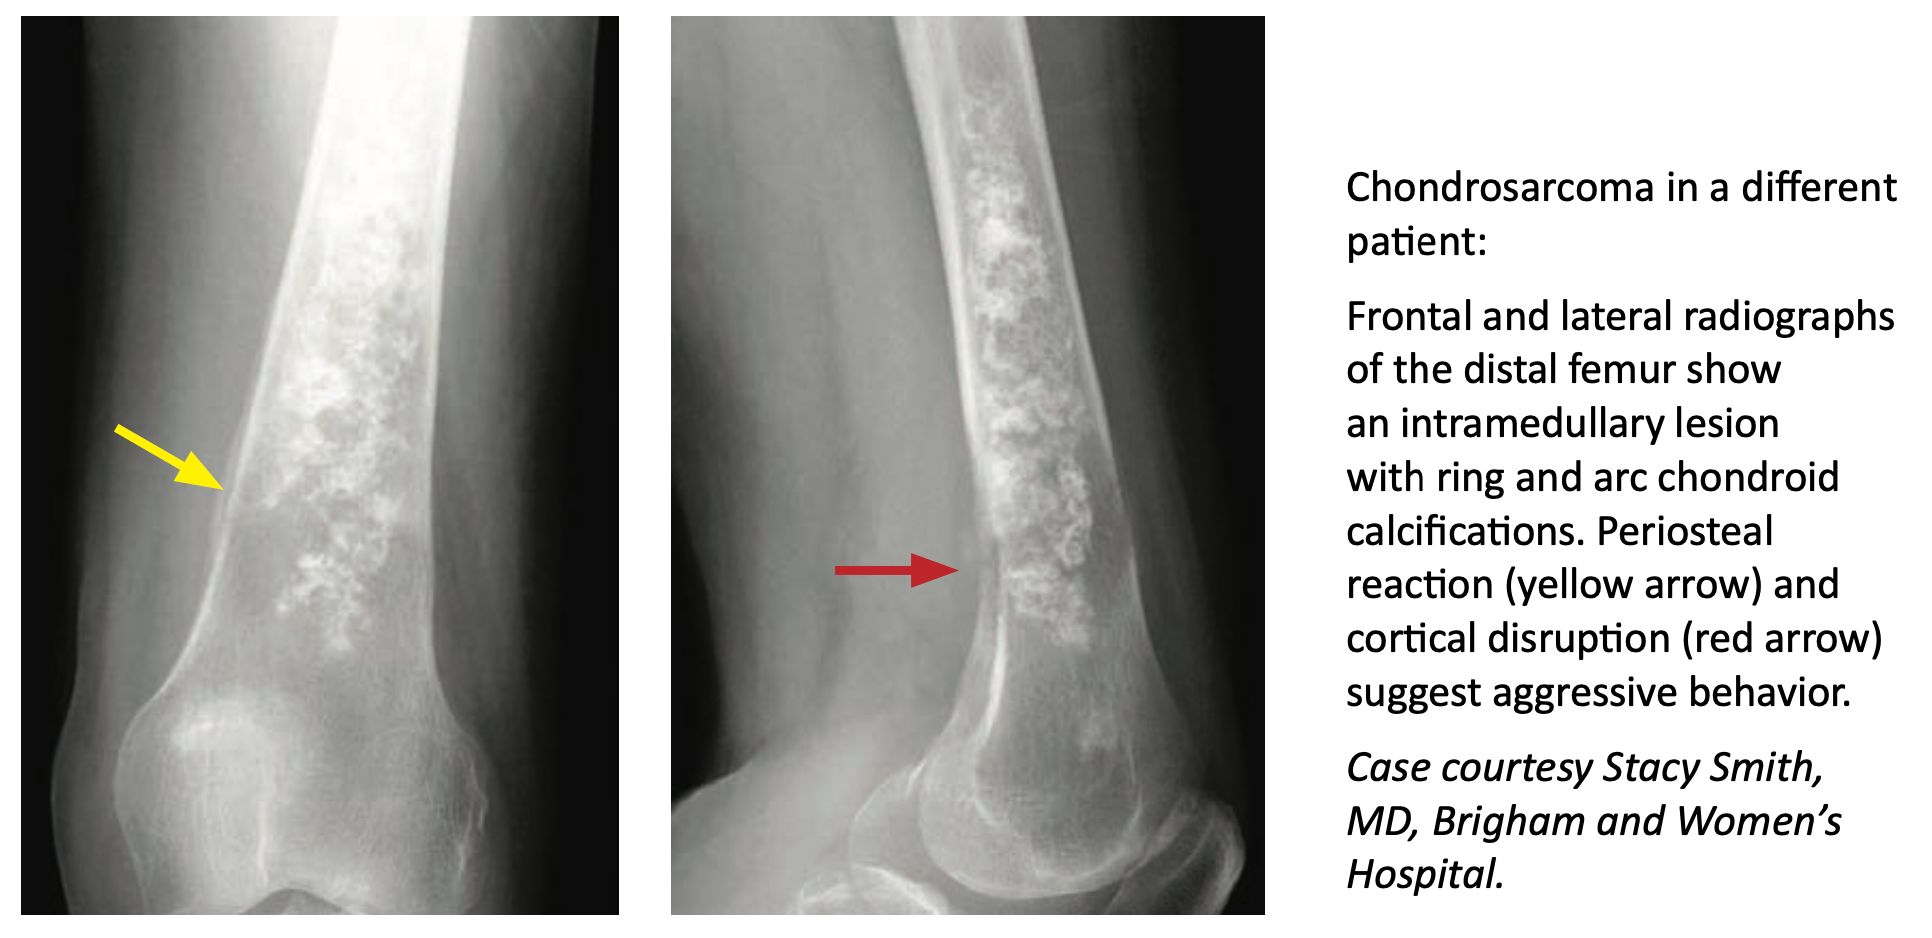 Chondrosarcoma in a different
patient:
Frontal and lateral radiographs
of the distal femur show
an intramedullary lesion
with ring and arc chondroid
calcifications. Periosteal
reaction (yellow arrow) and
cortical disruption (red arrow)
suggest aggressive behavior.
Case courtesy Stacy Smith,
MD, Brigham and Women’s
Hospital.